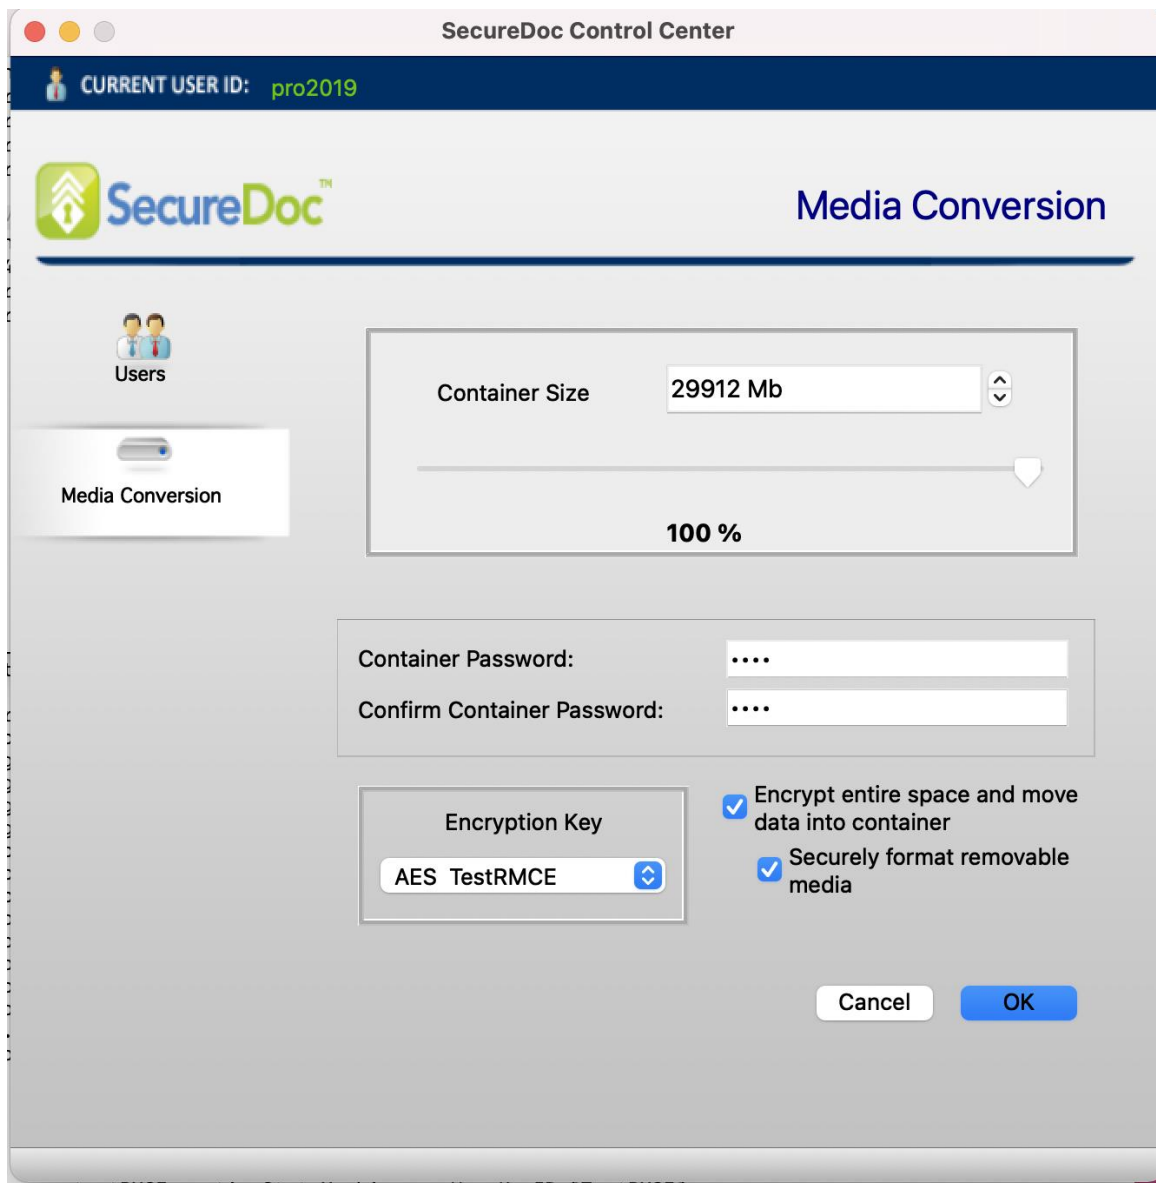 SecureDoc Control Center
CURRENT USER ID: pro2019
SecureDoc™
Media Conversion
Users
Media Conversion
Container Size
29912 Mb
100 %
Container Password:
••••
Confirm Container Password:
••••
Encryption Key
AES TestRMCE
Encrypt entire space and move
data into container
Securely format removable
media
Cancel
OK